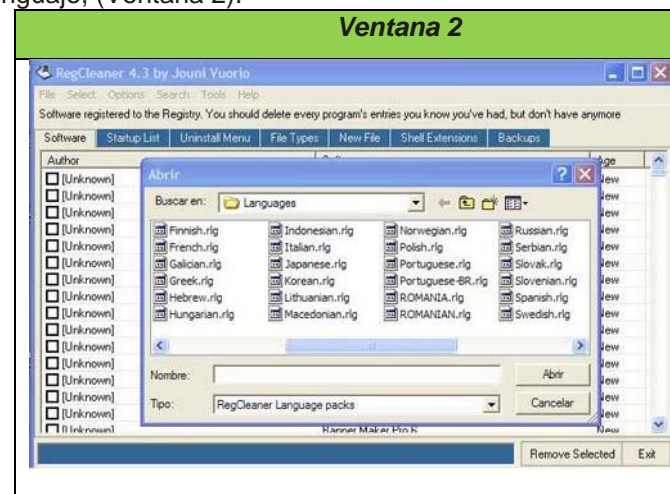 nguaje, (Ventana 2).
Ventana 2
RegCleaner 4.3 by Jouni Vuorio
File Select Options Search Tools Help
Software registered to the Registry. You should delete every program's entries you know you've had, but don't have anymore
Software Startup List Uninstall Menu File Types New File Shell Extensions Backups
Author
Abrir
Buscar en: Languages
Finnish.rlg Indonesian.rlg Norwegian.rlg Russian.rlg
French.rlg Italian.rlg Polish.rlg Serbian.rlg
Galician.rlg Japanese.rlg Portuguese.rlg Slovak.rlg
Greek.rlg Korean.rlg Portuguese-BR.rlg Slovenian.rlg
Hebrew.rlg Lithuanian.rlg ROMANIA.rlg Spanish.rlg
Hungarian.rlg Macedonian.rlg ROMANIAN.rlg Swedish.rlg
Nombre: Abrir
Tipo: RegCleaner Language packs Cancelar
[Unknown]
[Unknown]
[Unknown]
[Unknown]
[Unknown]
[Unknown]
[Unknown]
[Unknown]
[Unknown]
[Unknown]
[Unknown]
[Unknown]
[Unknown]
[Unknown]
[Unknown] Banner Maker Pro 6 New
Remove Selected Exit